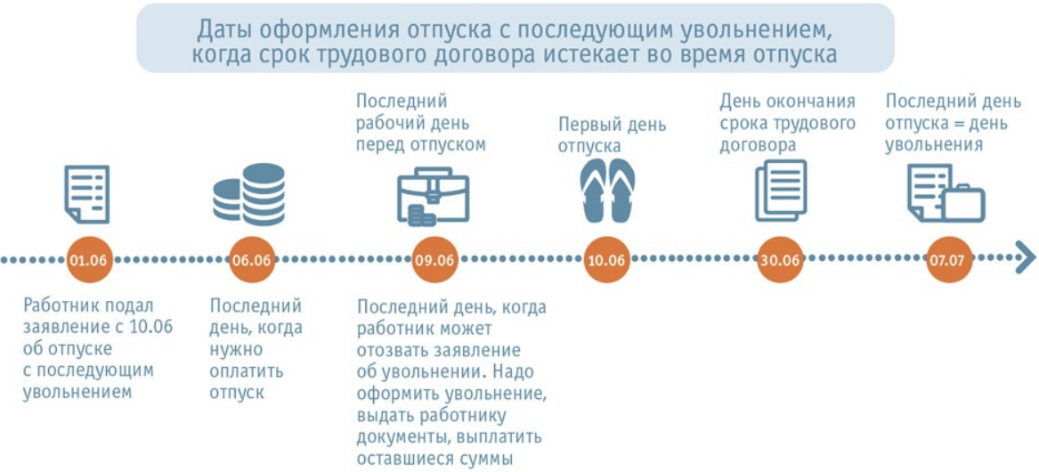 Даты оформления отпуска с последующим увольнением,
когда срок трудового договора истекает во время отпуска
Последний
рабочий день
перед отпуском
Первый день
отпуска
День окончания
срока трудового
договора
Последний день
отпуска = день
увольнения
01.06
06.06
09.06
10.06
30.06
07.07
Работник подал
заявление с 10.06
об отпуске
с последующим
увольнением
Последний
день, когда
нужно
оплатить
отпуск
Последний день, когда
работник может
отозвать заявление
об увольнении. Надо
оформить увольнение,
выдать работнику
документы, выплатить
оставшиеся суммы